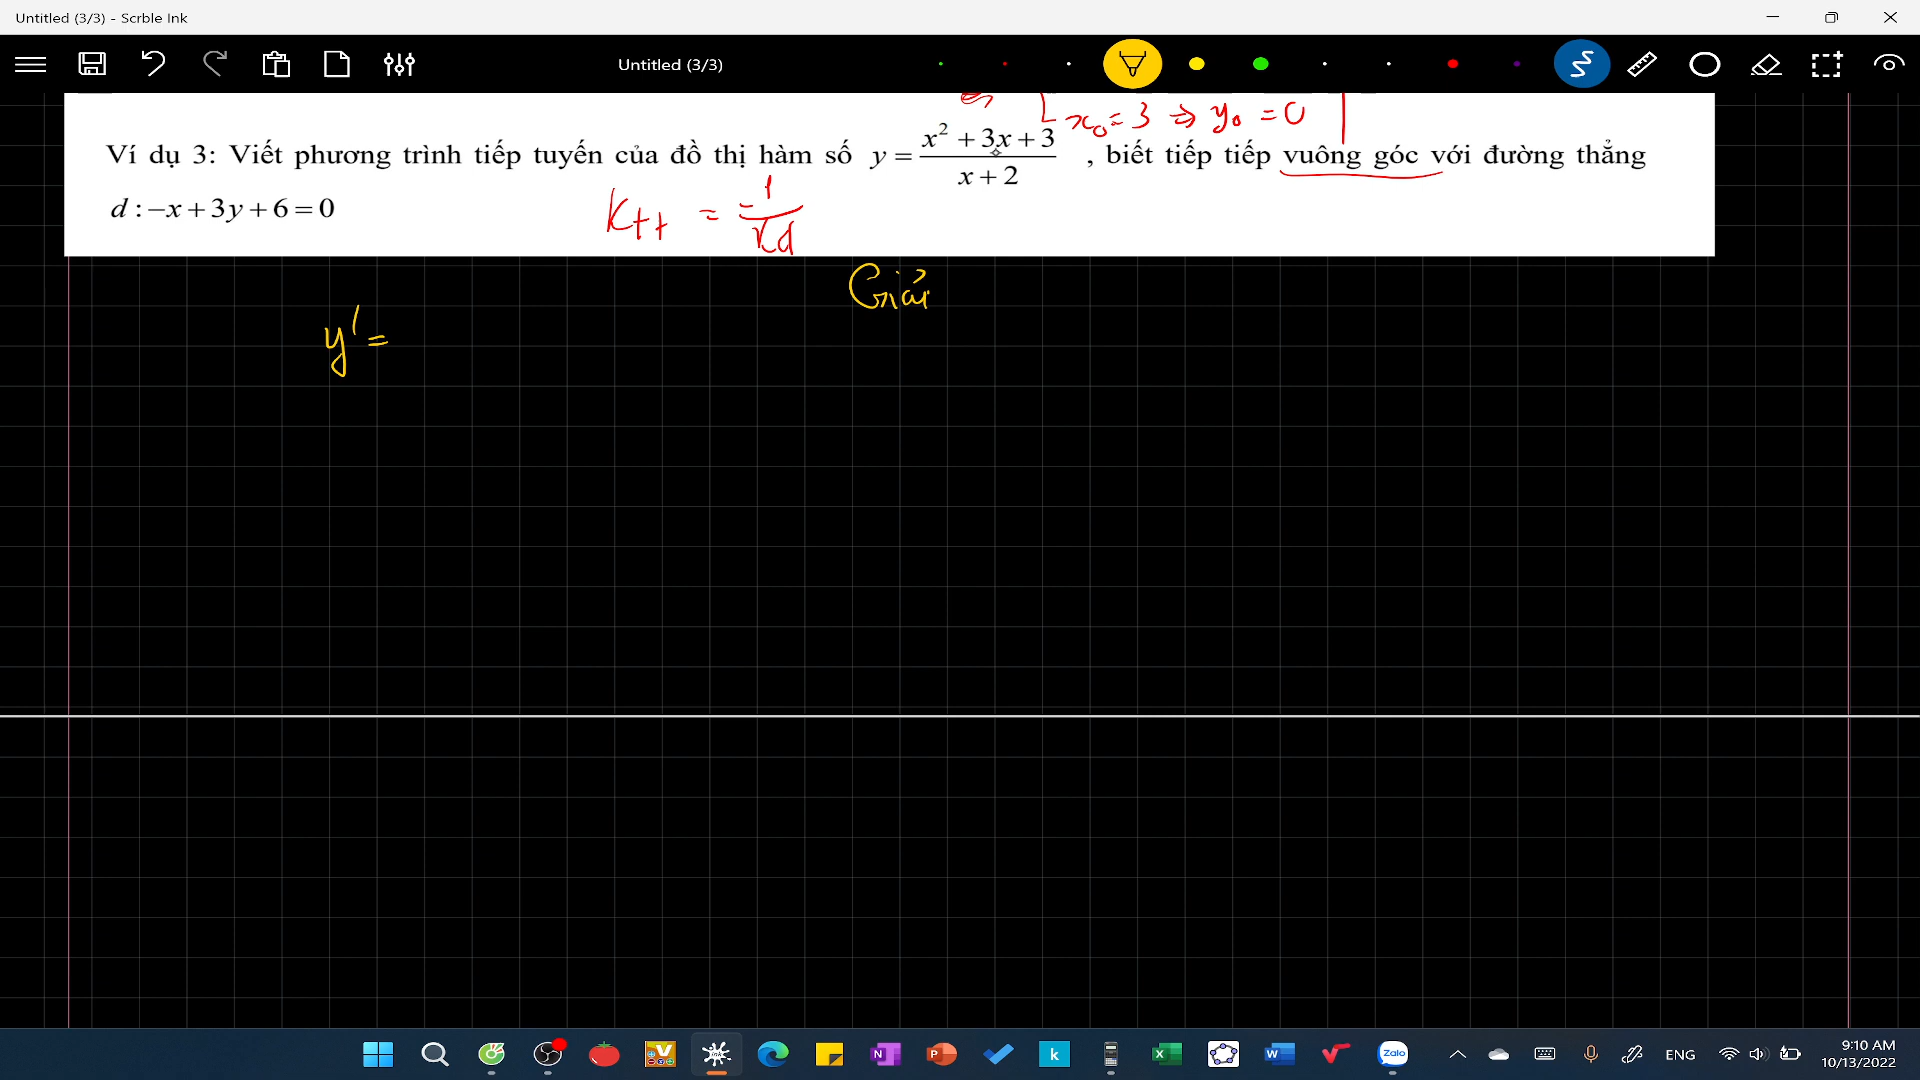 Untitled (3/3) - Scrble Ink
Untitled (3/3)
x₀ = 3 ⇒ y₀ = 0
Ví dụ 3: Viết phương trình tiếp tuyến của đồ thị hàm số y = (x² + 3x + 3)/(x + 2) , biết tiếp tiếp vuông góc với đường thẳng
d : −x + 3y + 6 = 0
Ktt = -1/Kd
Giải
y' =
Zalo
ENG
9:10 AM
10/13/2022